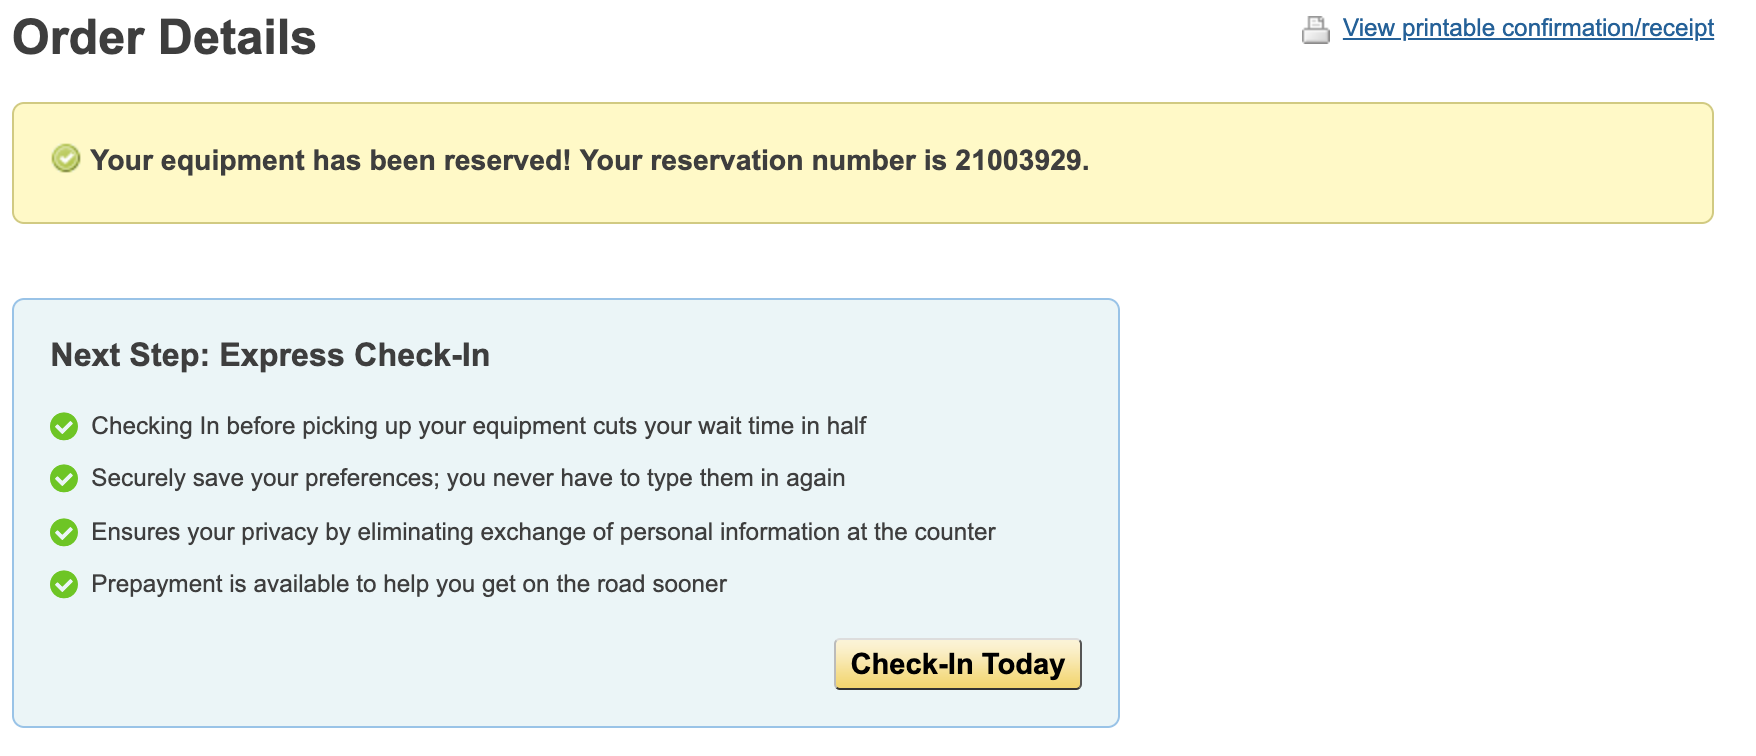 Order Details
View printable confirmation/receipt
Your equipment has been reserved! Your reservation number is 21003929.
Next Step: Express Check-In
Checking In before picking up your equipment cuts your wait time in half
Securely save your preferences; you never have to type them in again
Ensures your privacy by eliminating exchange of personal information at the counter
Prepayment is available to help you get on the road sooner
Check-In Today